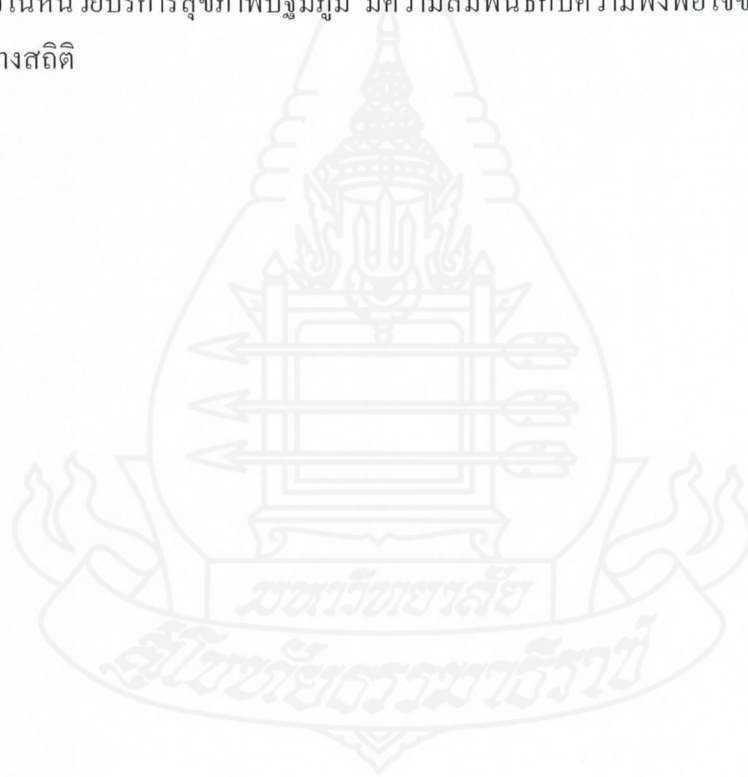 ในหน่วยบริการสุขภาพปฐมภูมิ มีความสัมพันธ์กับความพึงพอใจ
างสถิติ
มหาวิทยาลัย
สุโขทัยธรรมาธิราช